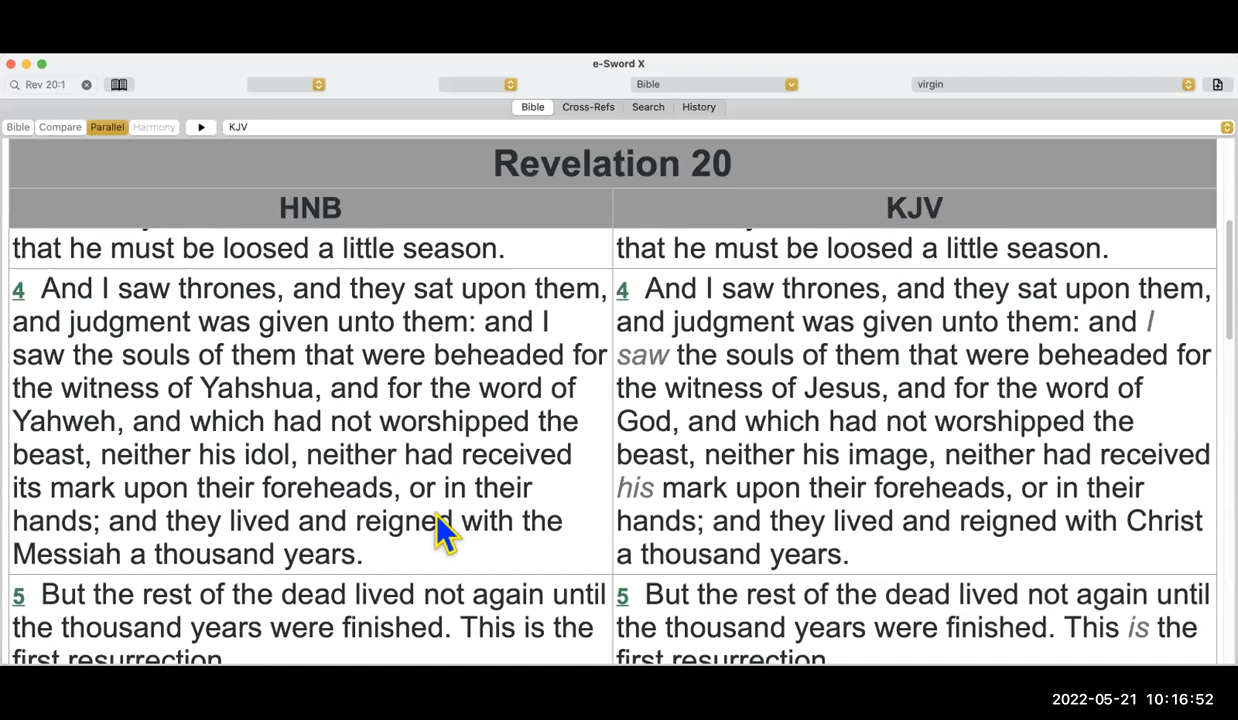 e-Sword X
Rev 20:1
Bible
virgin
Bible Cross-Refs Search History
Bible Compare Parallel Harmony KJV
Revelation 20
HNB
KJV
that he must be loosed a little season.
4 And I saw thrones, and they sat upon them,
and judgment was given unto them: and I
saw the souls of them that were beheaded for
the witness of Yahshua, and for the word of
Yahweh, and which had not worshipped the
beast, neither his idol, neither had received
its mark upon their foreheads, or in their
hands; and they lived and reigned with the
Messiah a thousand years.
5 But the rest of the dead lived not again until
the thousand years were finished. This is the
first resurrection
that he must be loosed a little season.
4 And I saw thrones, and they sat upon them,
and judgment was given unto them: and I
saw the souls of them that were beheaded for
the witness of Jesus, and for the word of
God, and which had not worshipped the
beast, neither his image, neither had received
his mark upon their foreheads, or in their
hands; and they lived and reigned with Christ
a thousand years.
5 But the rest of the dead lived not again until
the thousand years were finished. This is the
first resurrection
2022-05-21 10:16:52